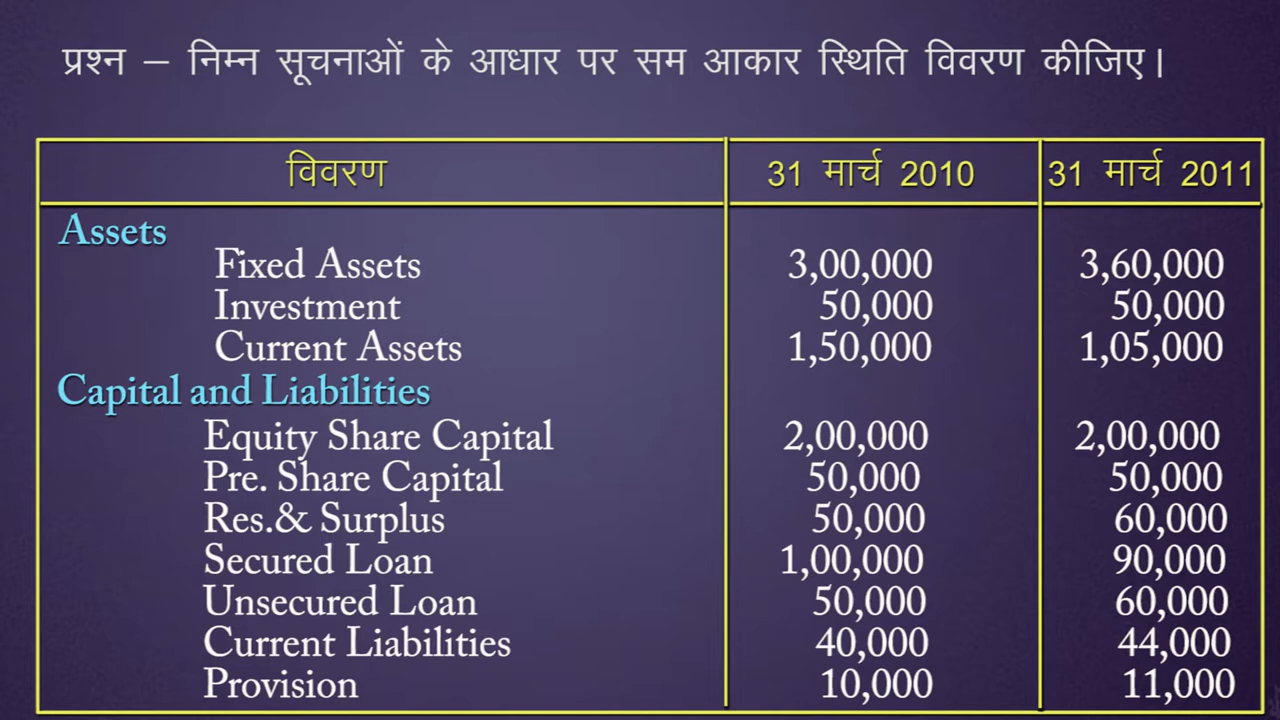 प्रश्न – निम्न सूचनाओं के आधार पर सम आकार स्थिति विवरण कीजिए।
विवरण 31 मार्च 2010 31 मार्च 2011
Assets
Fixed Assets 3,00,000 3,60,000
Investment 50,000 50,000
Current Assets 1,50,000 1,05,000
Capital and Liabilities
Equity Share Capital 2,00,000 2,00,000
Pre. Share Capital 50,000 50,000
Res.& Surplus 50,000 60,000
Secured Loan 1,00,000 90,000
Unsecured Loan 50,000 60,000
Current Liabilities 40,000 44,000
Provision 10,000 11,000